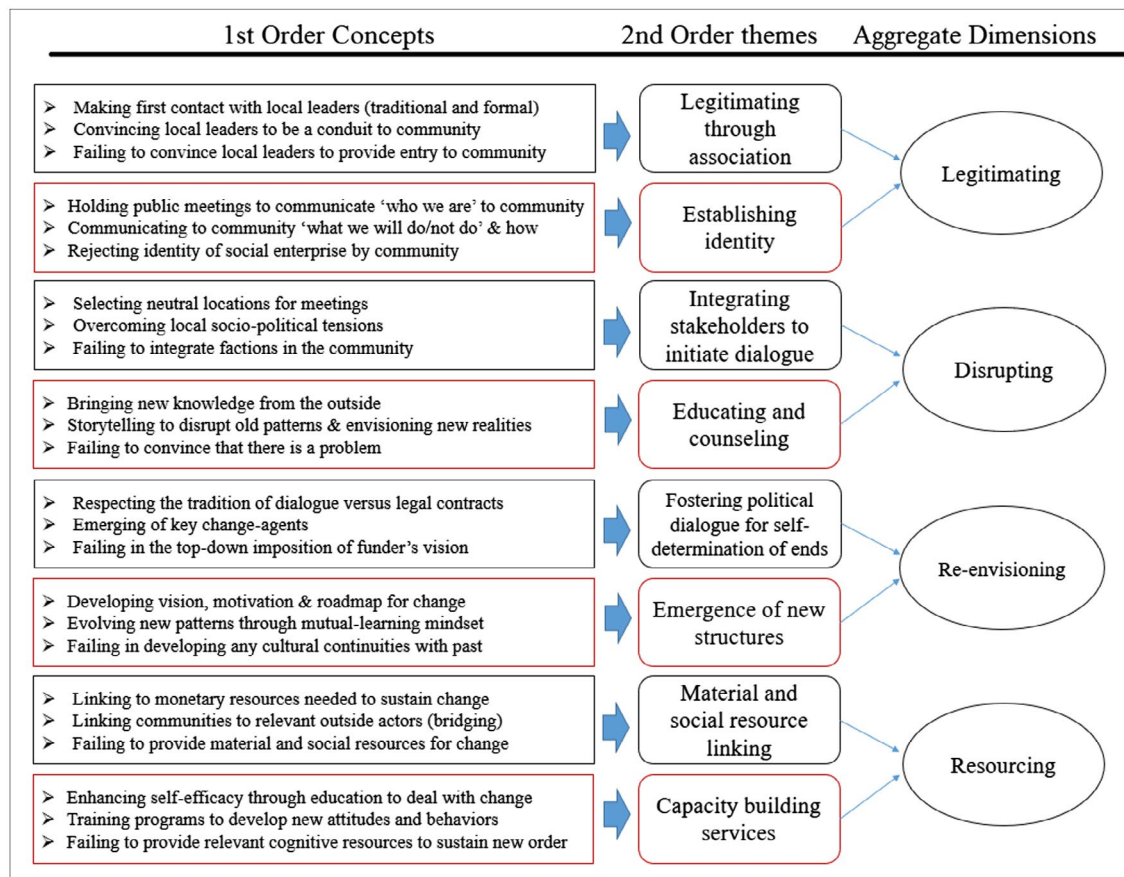 1st Order Concepts 2nd Order themes Aggregate Dimensions
➢ Making first contact with local leaders (traditional and formal)
➢ Convincing local leaders to be a conduit to community
➢ Failing to convince local leaders to provide entry to community
Legitimating
through
association
➢ Holding public meetings to communicate ‘who we are’ to community
➢ Communicating to community ‘what we will do/not do’ & how
➢ Rejecting identity of social enterprise by community
Establishing
identity
Legitimating
➢ Selecting neutral locations for meetings
➢ Overcoming local socio-political tensions
➢ Failing to integrate factions in the community
Integrating
stakeholders to
initiate dialogue
➢ Bringing new knowledge from the outside
➢ Storytelling to disrupt old patterns & envisioning new realities
➢ Failing to convince that there is a problem
Educating and
counseling
Disrupting
➢ Respecting the tradition of dialogue versus legal contracts
➢ Emerging of key change-agents
➢ Failing in the top-down imposition of funder’s vision
Fostering political
dialogue for self-
determination of ends
➢ Developing vision, motivation & roadmap for change
➢ Evolving new patterns through mutual-learning mindset
➢ Failing in developing any cultural continuities with past
Emergence of new
structures
Re-envisioning
➢ Linking to monetary resources needed to sustain change
➢ Linking communities to relevant outside actors (bridging)
➢ Failing to provide material and social resources for change
Material and
social resource
linking
➢ Enhancing self-efficacy through education to deal with change
➢ Training programs to develop new attitudes and behaviors
➢ Failing to provide relevant cognitive resources to sustain new order
Capacity building
services
Resourcing